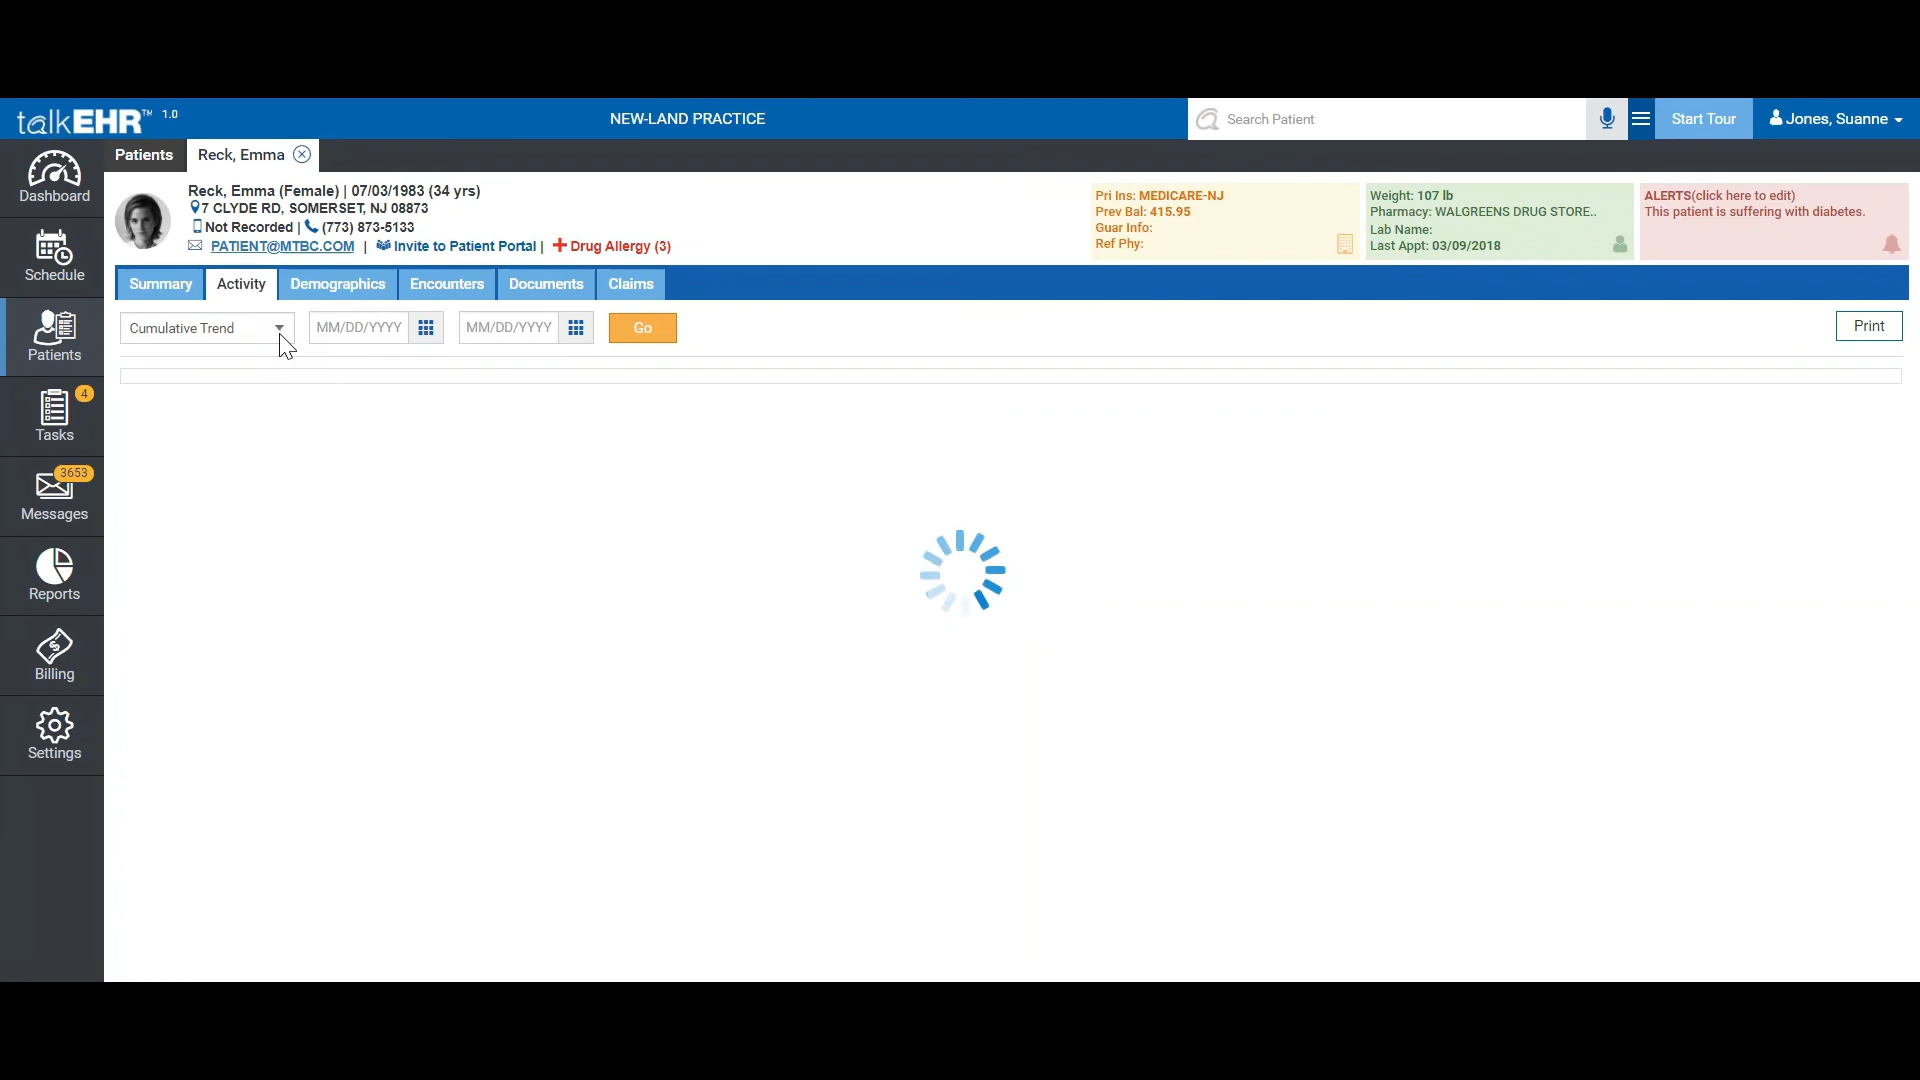 talkEHR™ 1.0
NEW-LAND PRACTICE
Search Patient
Start Tour
Jones, Suanne
Dashboard
Schedule
Patients
4
Tasks
3653
Messages
Reports
Billing
Settings
Patients
Reck, Emma
Reck, Emma (Female) | 07/03/1983 (34 yrs)
7 CLYDE RD, SOMERSET, NJ 08873
Not Recorded | (773) 873-5133
PATIENT@MTBC.COM | Invite to Patient Portal | Drug Allergy (3)
Pri Ins: MEDICARE-NJ
Prev Bal: 415.95
Guar Info:
Ref Phy:
Weight: 107 lb
Pharmacy: WALGREENS DRUG STORE..
Lab Name:
Last Appt: 03/09/2018
ALERTS(click here to edit)
This patient is suffering with diabetes.
Summary
Activity
Demographics
Encounters
Documents
Claims
Cumulative Trend
MM/DD/YYYY
MM/DD/YYYY
Go
Print